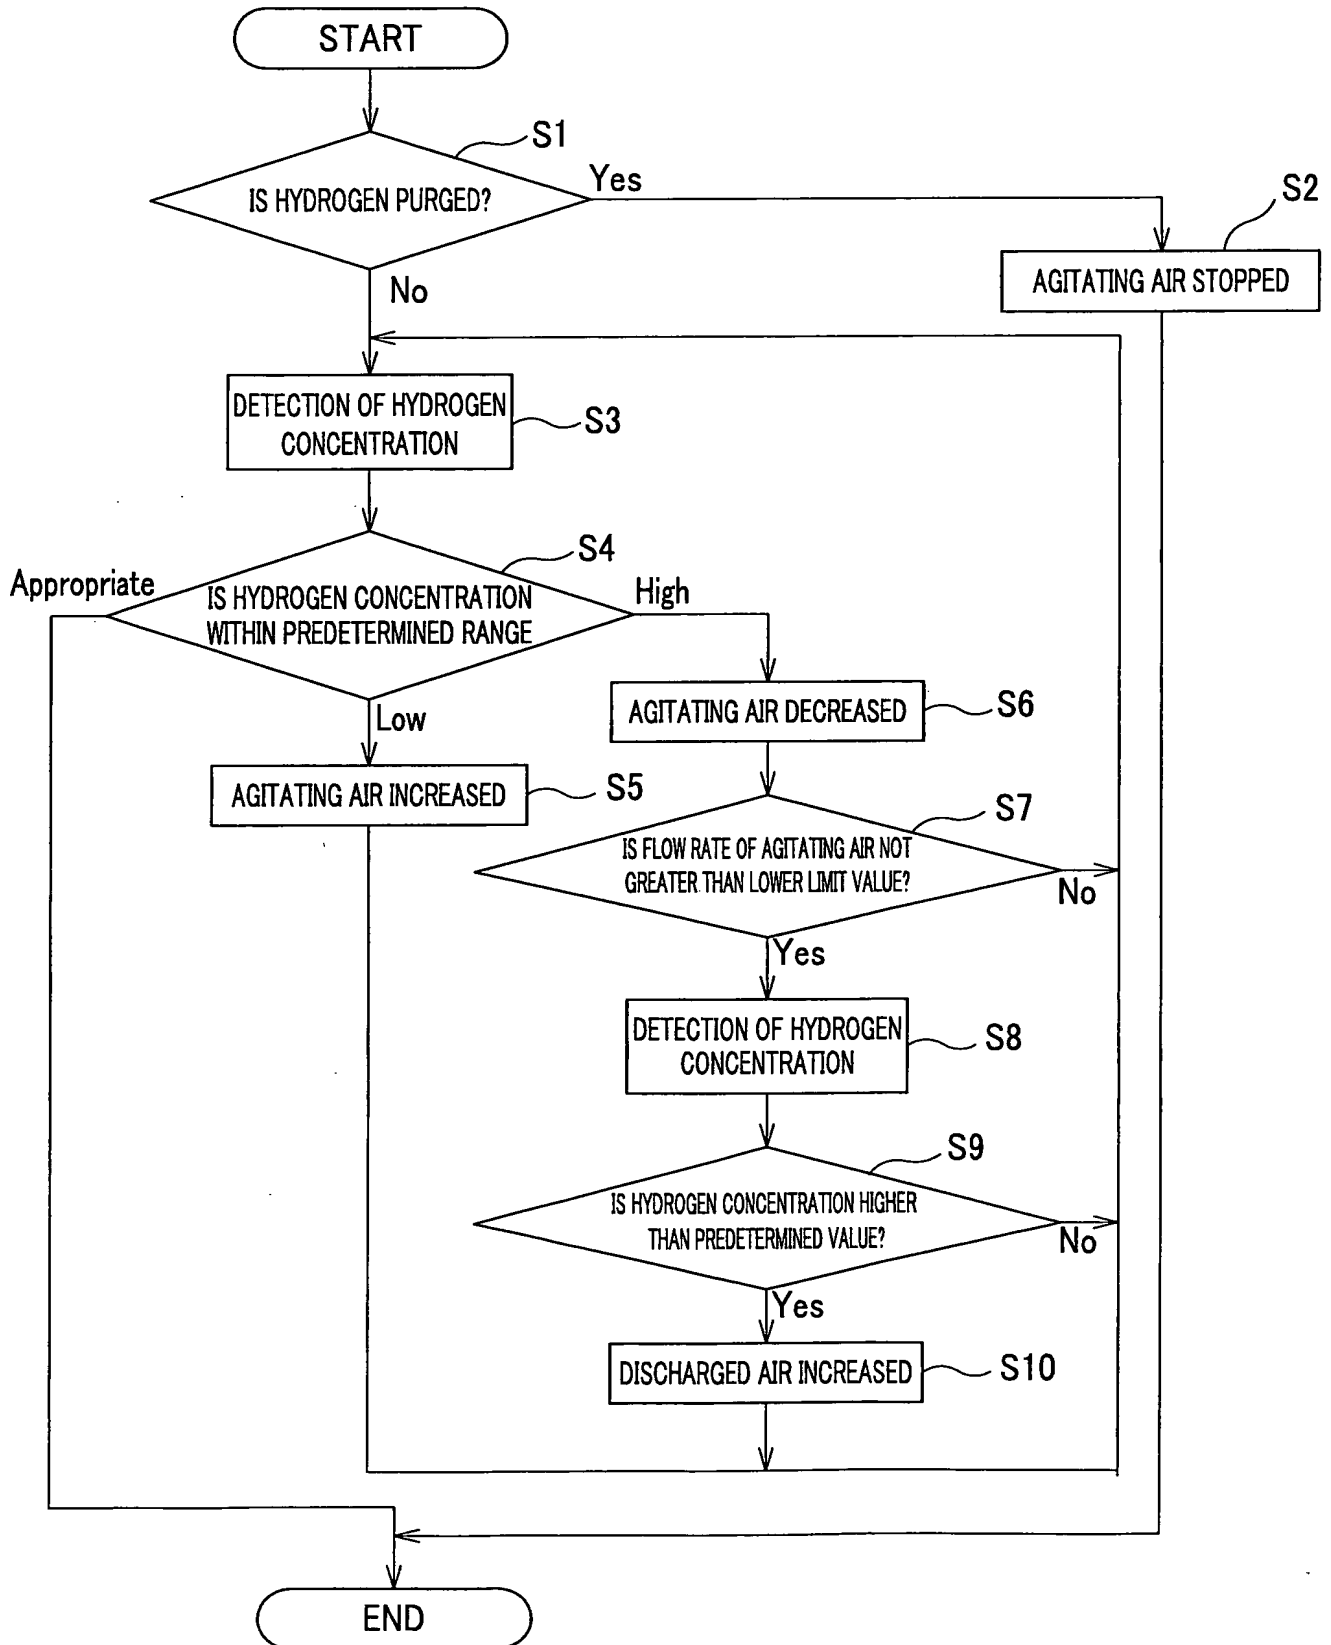 START
S1
IS HYDROGEN PURGED?
Yes
S2
AGITATING AIR STOPPED
No
DETECTION OF HYDROGEN
CONCENTRATION
S3
S4
Appropriate
IS HYDROGEN CONCENTRATION
WITHIN PREDETERMINED RANGE
High
AGITATING AIR DECREASED
S6
Low
AGITATING AIR INCREASED
S5
S7
IS FLOW RATE OF AGITATING AIR NOT
GREATER THAN LOWER LIMIT VALUE?
No
Yes
DETECTION OF HYDROGEN
CONCENTRATION
S8
S9
IS HYDROGEN CONCENTRATION HIGHER
THAN PREDETERMINED VALUE?
No
Yes
DISCHARGED AIR INCREASED
S10
END